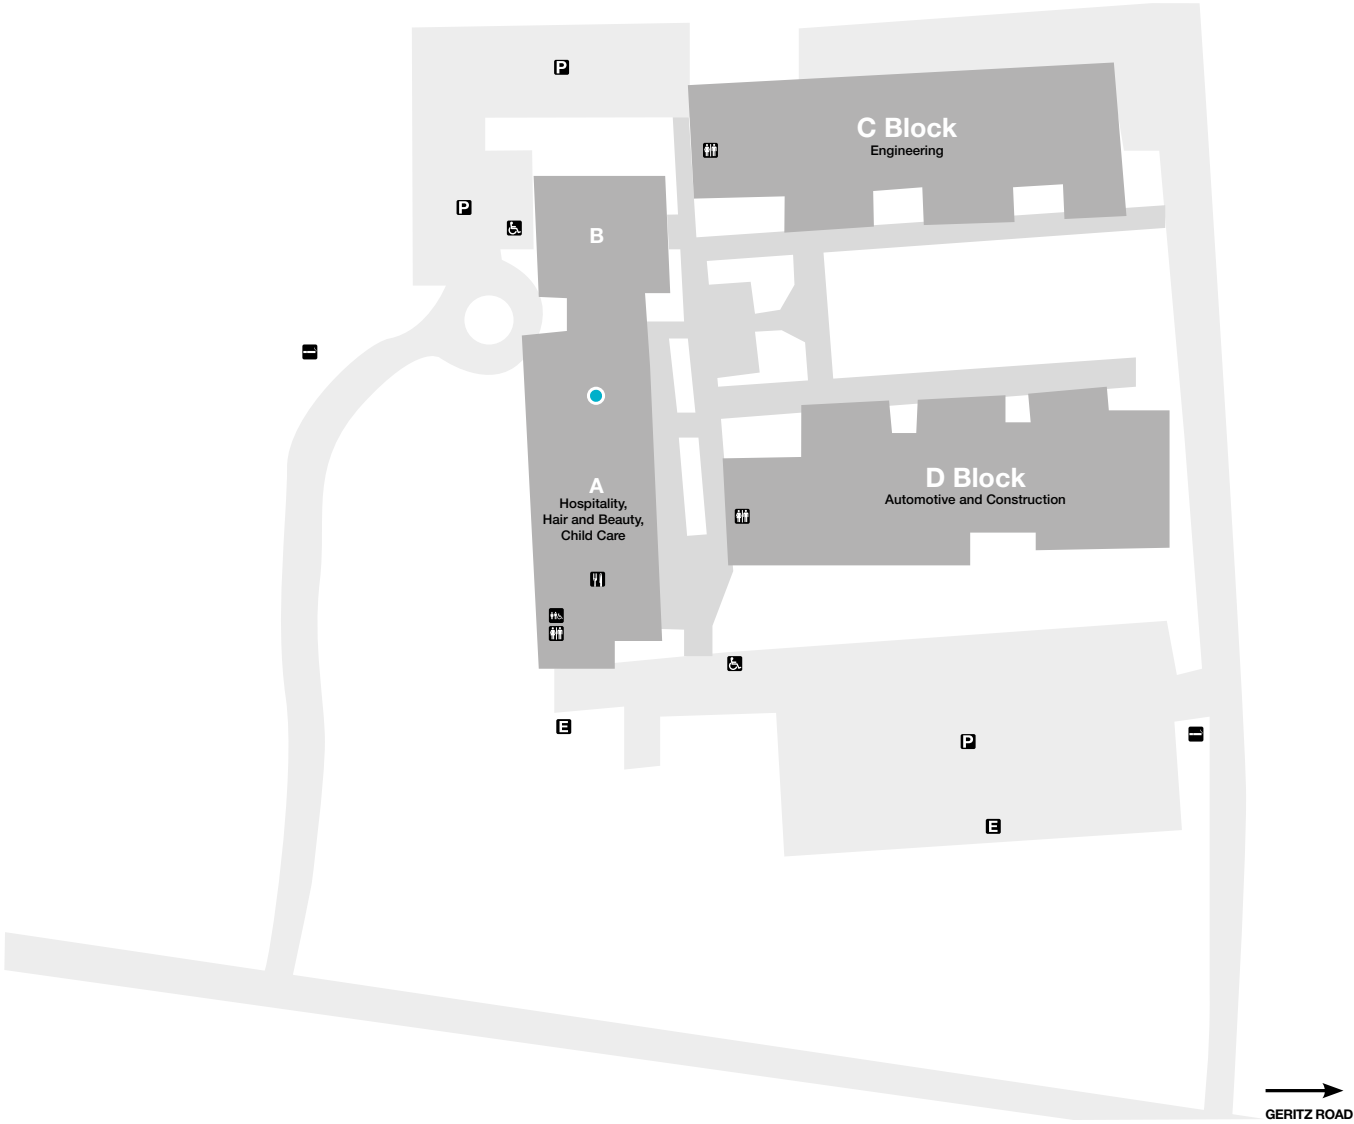 P
C Block
Engineering
P
B
A
Hospitality,
Hair and Beauty,
Child Care
D Block
Automotive and Construction
E
P
E
GERITZ ROAD